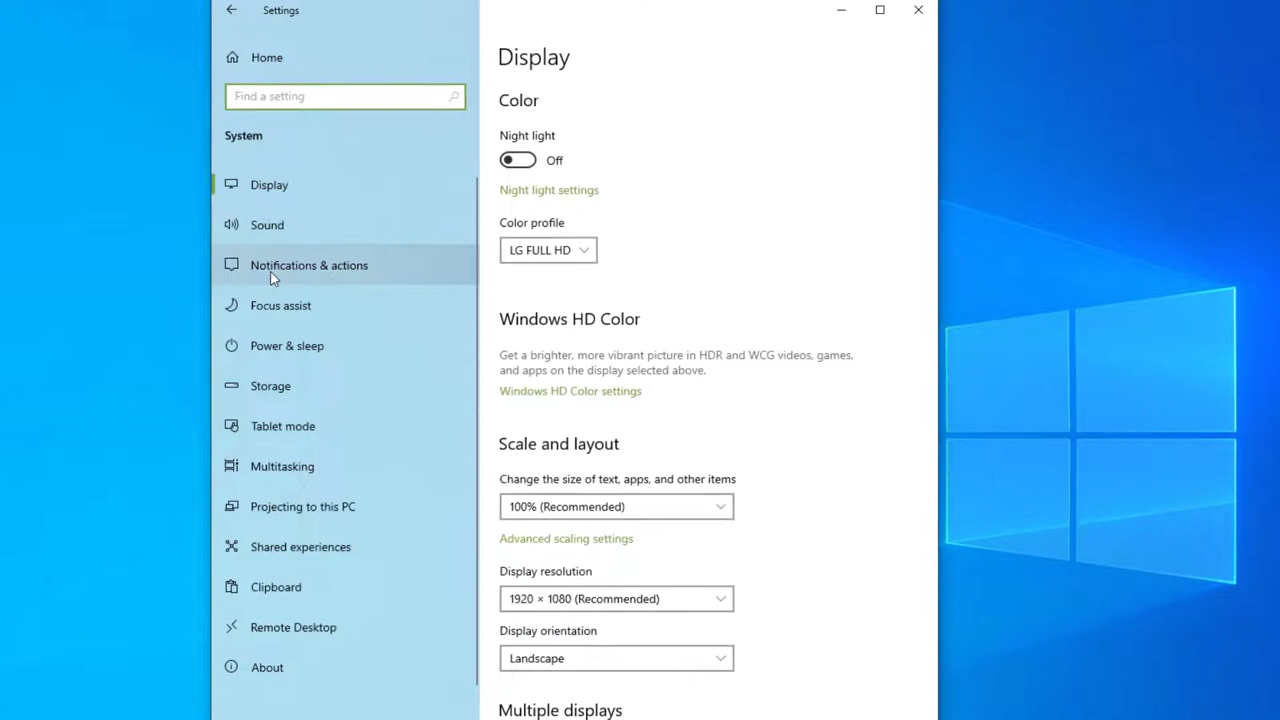 Settings
Home
Find a setting
System
Display
Sound
Notifications & actions
Focus assist
Power & sleep
Storage
Tablet mode
Multitasking
Projecting to this PC
Shared experiences
Clipboard
Remote Desktop
About
Display
Color
Night light
Off
Night light settings
Color profile
LG FULL HD
Windows HD Color
Get a brighter, more vibrant picture in HDR and WCG videos, games,
and apps on the display selected above.
Windows HD Color settings
Scale and layout
Change the size of text, apps, and other items
100% (Recommended)
Advanced scaling settings
Display resolution
1920 × 1080 (Recommended)
Display orientation
Landscape
Multiple displays